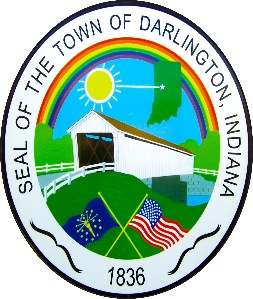 SEAL OF THE TOWN OF DARLINGTON, INDIANA
1836